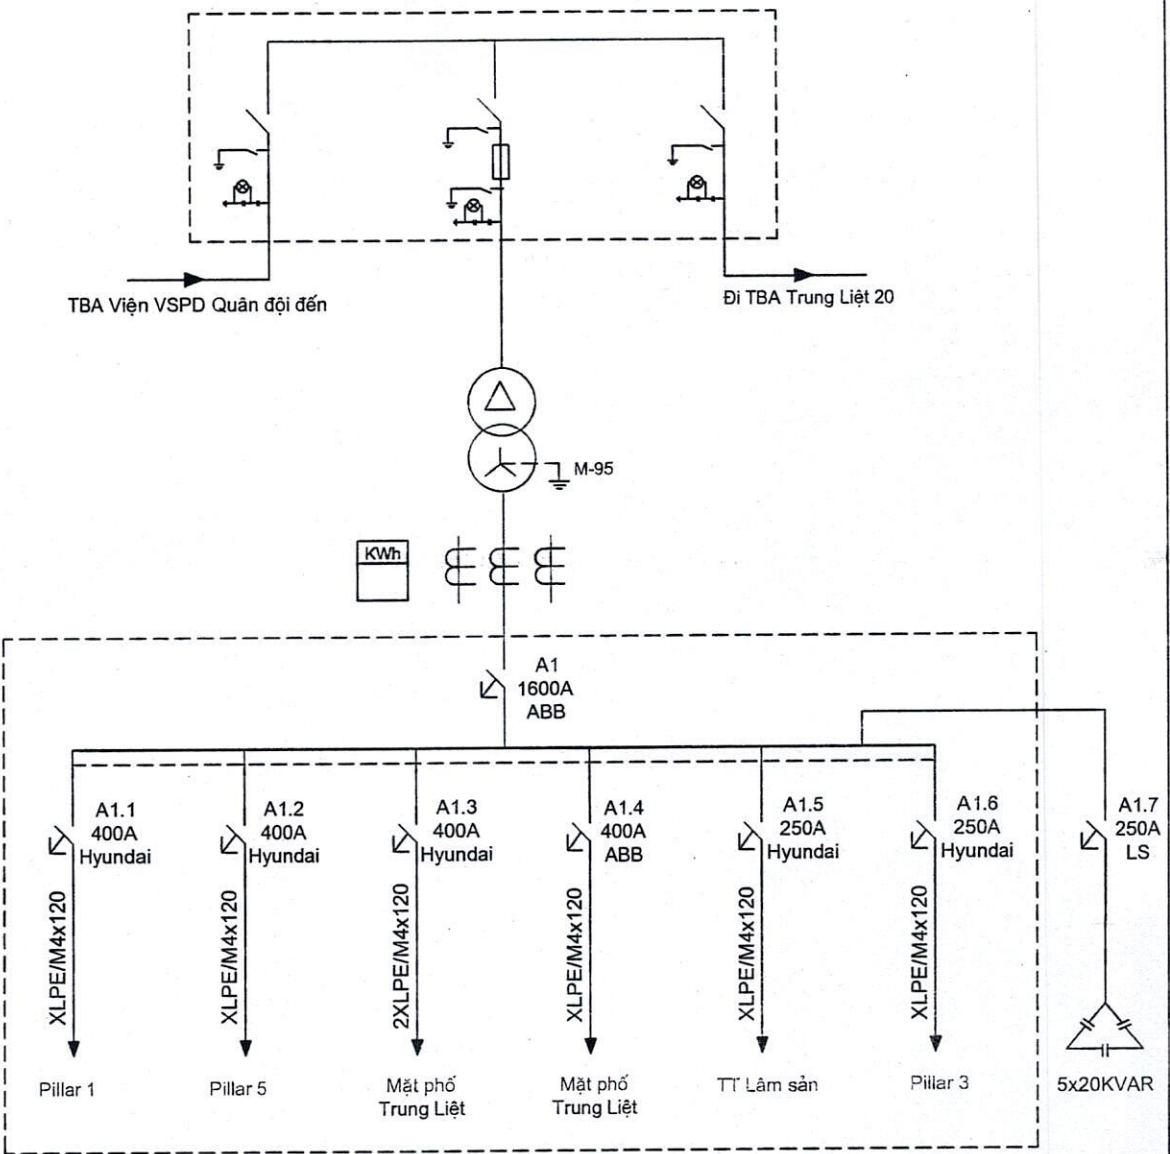 TBA Viện VSPD Quân đội đến
Đi TBA Trung Liệt 20
M-95
KWh
A1
1600A
ABB
A1.1
400A
Hyundai
A1.2
400A
Hyundai
A1.3
400A
Hyundai
A1.4
400A
ABB
A1.5
250A
Hyundai
A1.6
250A
Hyundai
A1.7
250A
LS
XLPE/M4x120
XLPE/M4x120
2XLPE/M4x120
XLPE/M4x120
XLPE/M4x120
XLPE/M4x120
Pillar 1
Pillar 5
Mặt phố
Trung Liệt
Mặt phố
Trung Liệt
TT Lâm sản
Pillar 3
5x20KVAR